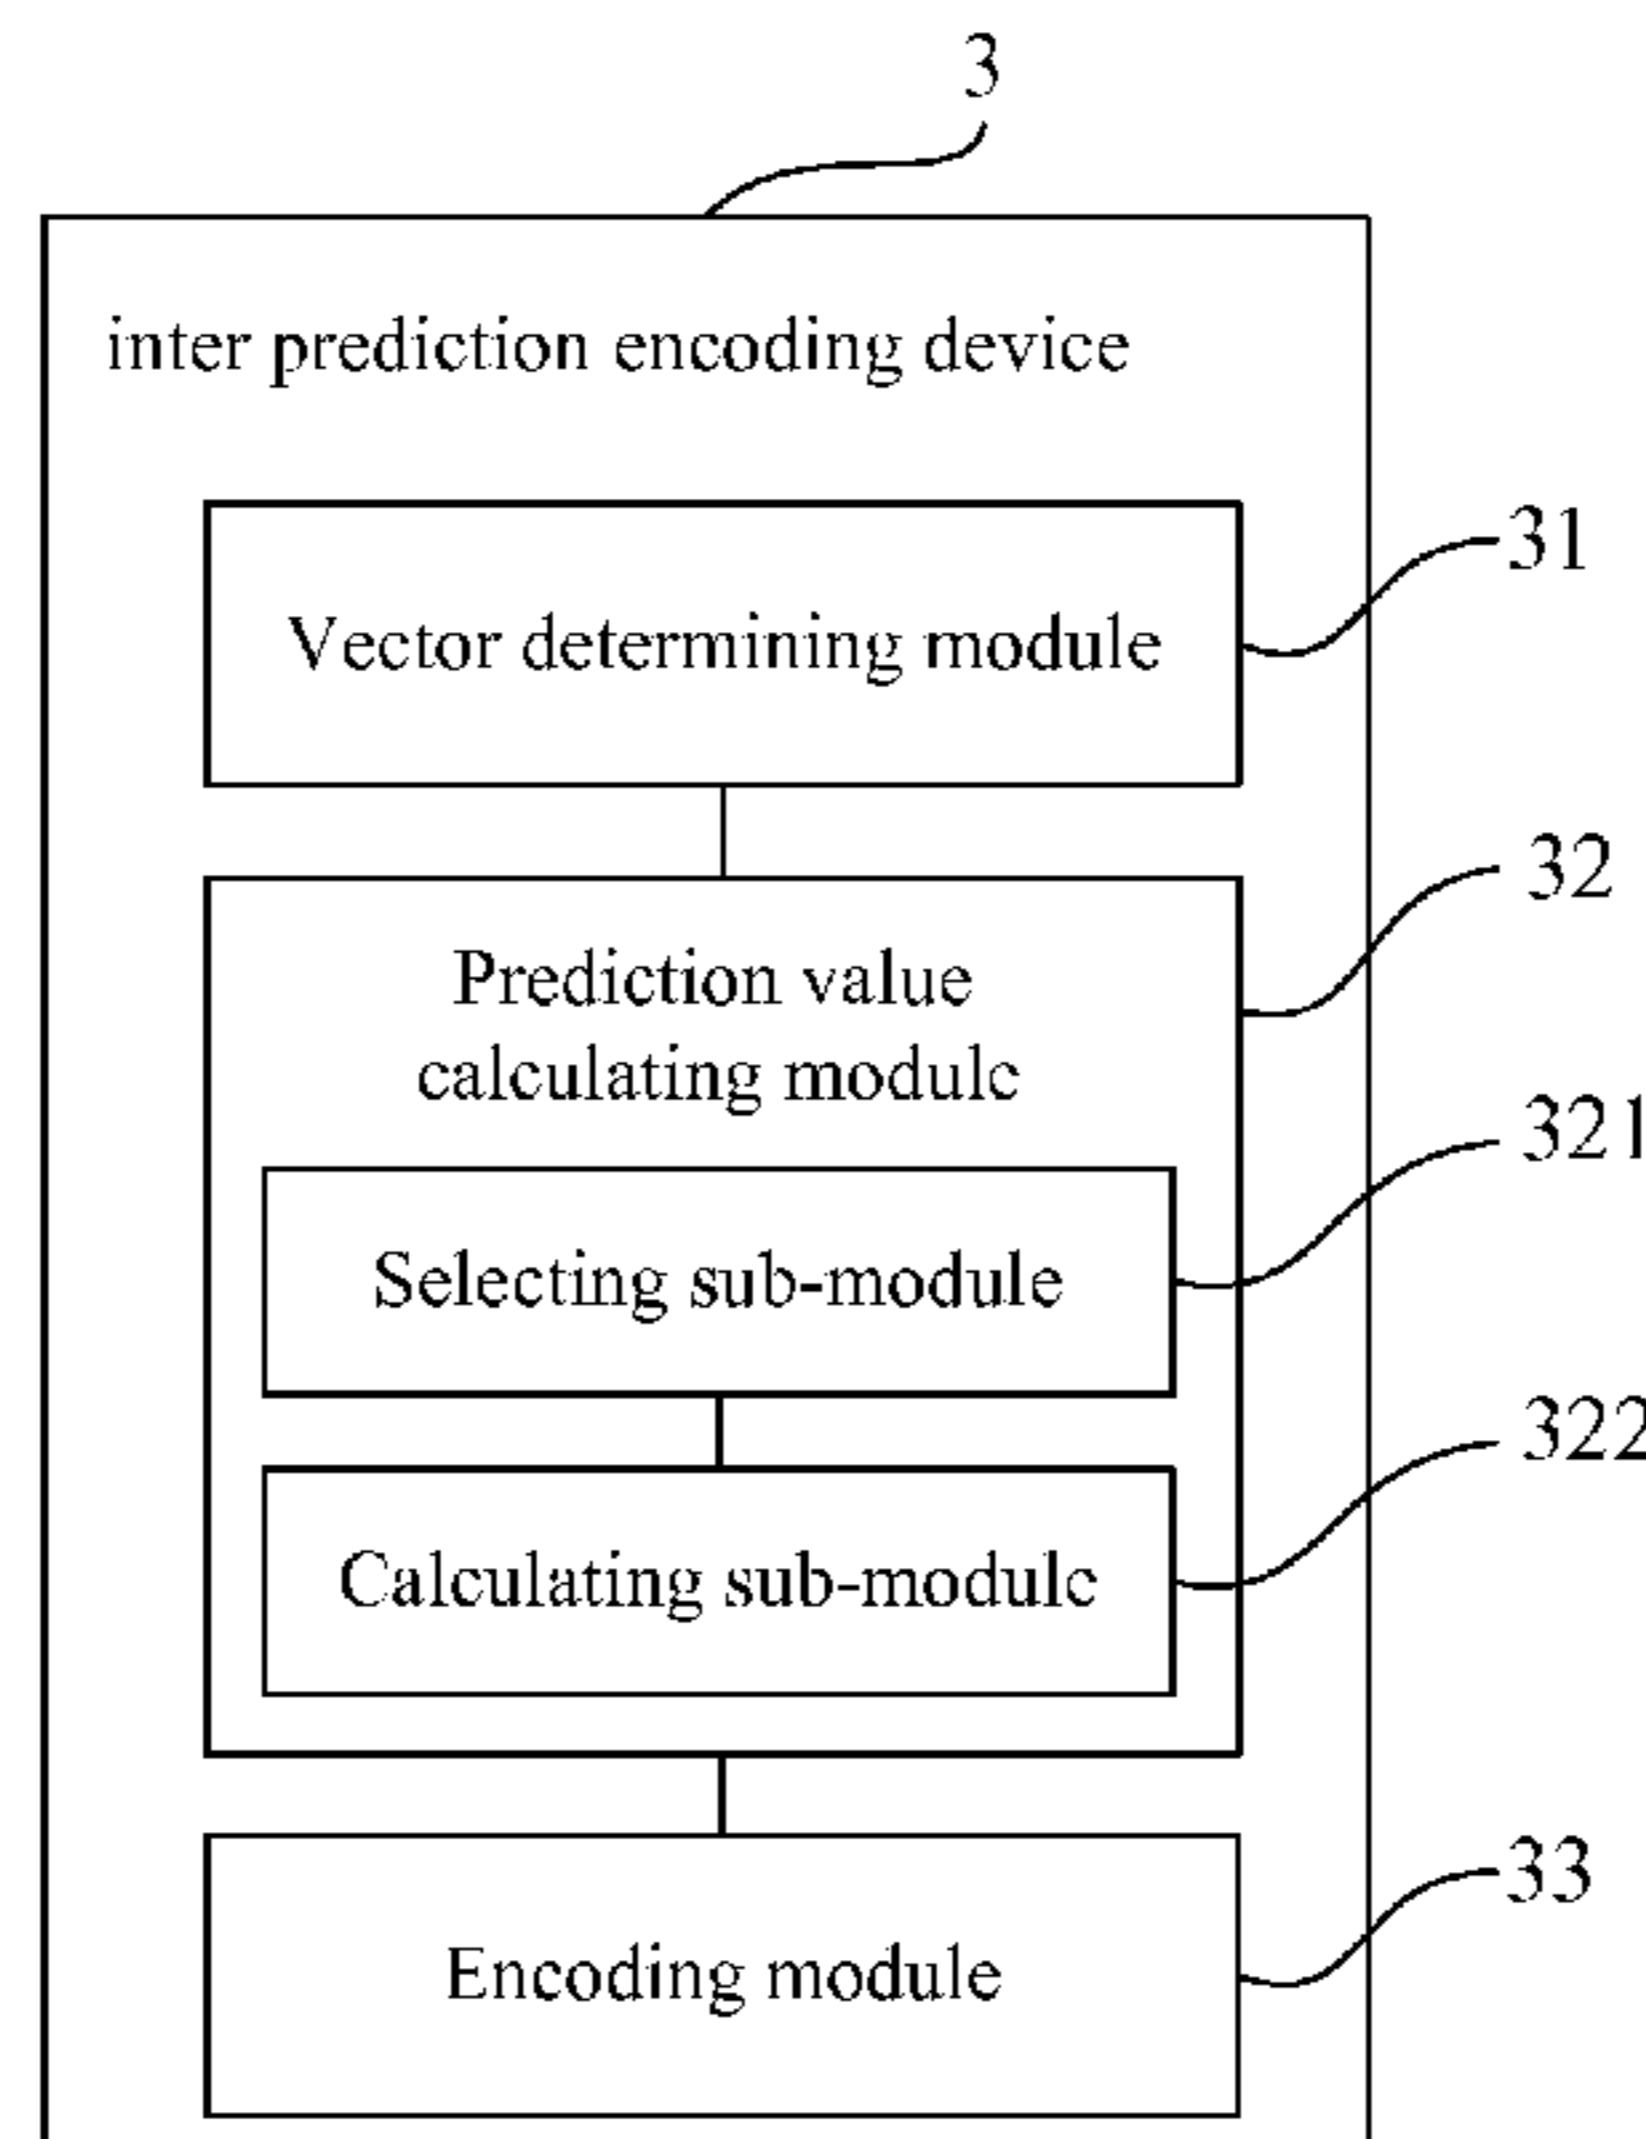 3
inter prediction encoding device
31
Vector determining module
32
Prediction value
calculating module
321
Selecting sub-module
322
Calculating sub-module
33
Encoding module